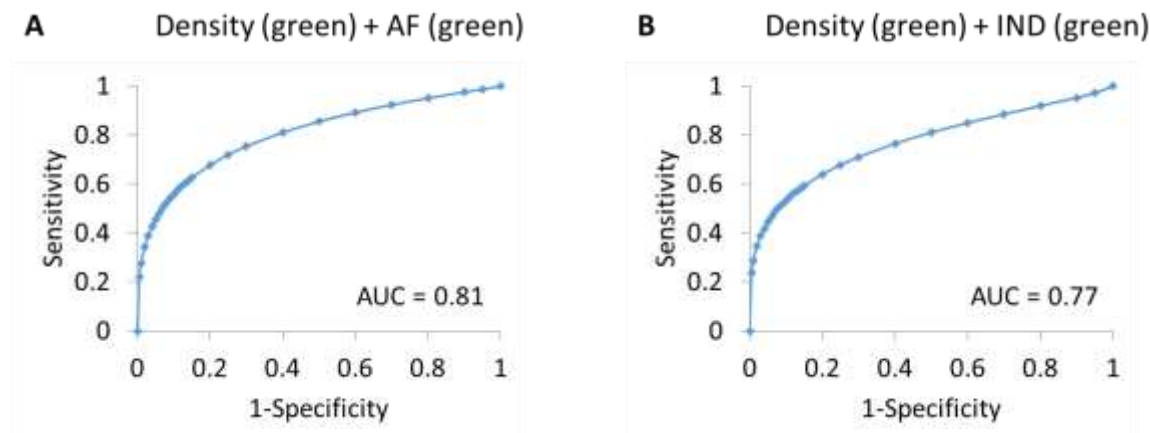 A Density (green) + AF (green)
1
0.8
0.6
0.4
0.2
0
Sensitivity
AUC = 0.81
0 0.2 0.4 0.6 0.8 1
1-Specificity
B Density (green) + IND (green)
1
0.8
0.6
0.4
0.2
0
Sensitivity
AUC = 0.77
0 0.2 0.4 0.6 0.8 1
1-Specificity